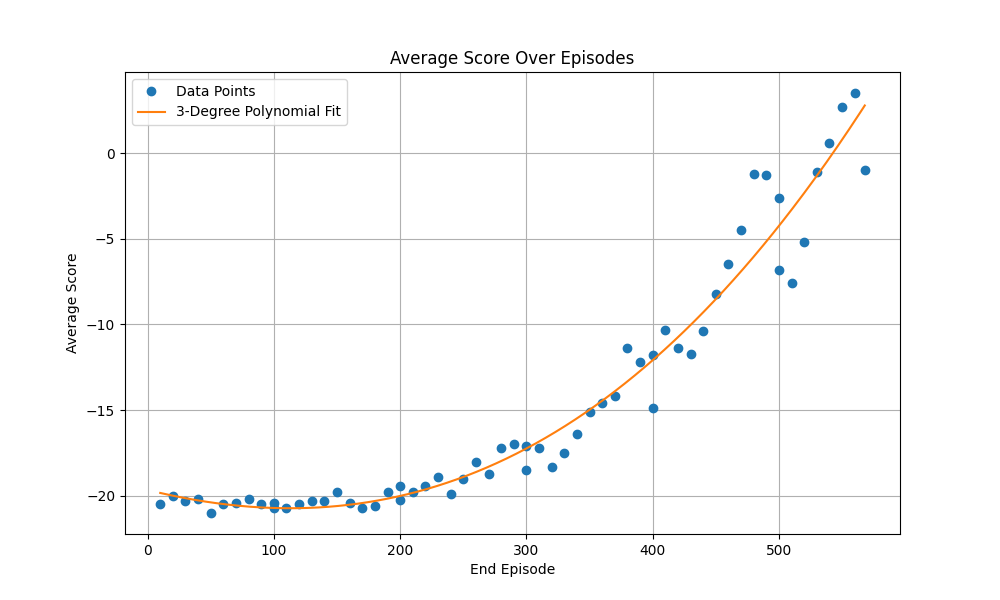 Average Score Over Episodes
Data Points
3-Degree Polynomial Fit
0
−5
−10
−15
−20
Average Score
0
100
200
300
400
500
End Episode